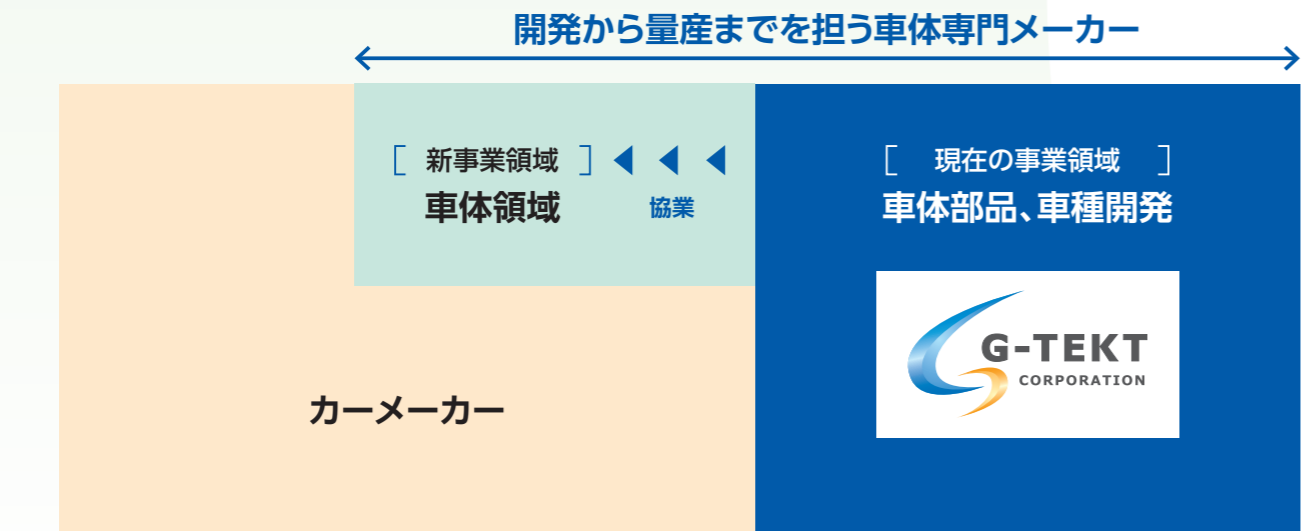 開発から量産までを担う車体専門メーカー
[ 新事業領域 ]
車体領域
協業
[ 現在の事業領域 ]
車体部品、車種開発
G-TEKT
CORPORATION
カーメーカー